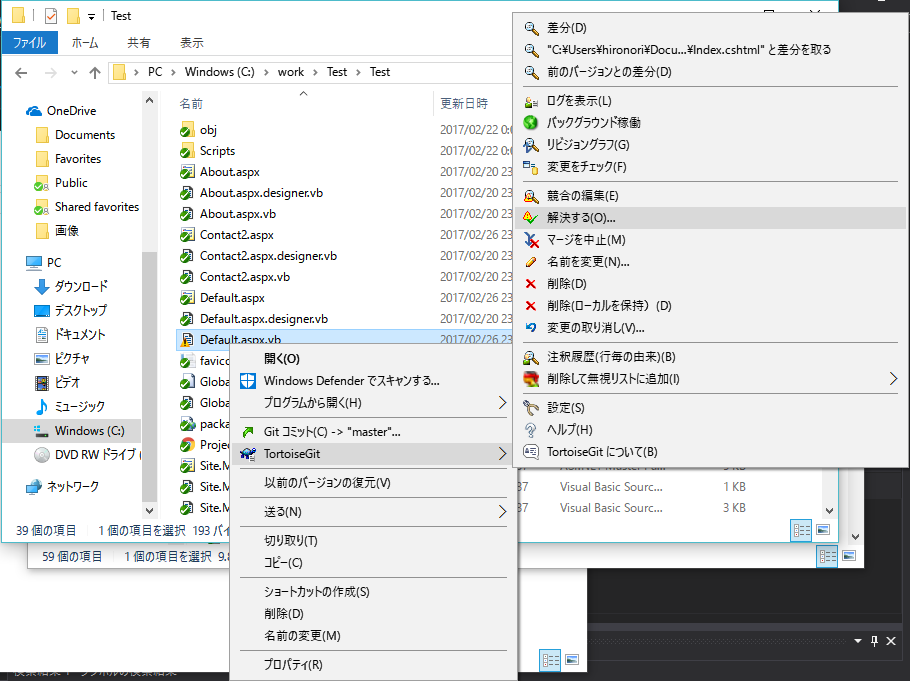 Test
ファイル
ホーム
共有
表示
PC > Windows (C:) > work > Test > Test
OneDrive
Documents
Favorites
Public
Shared favorites
画像
PC
ダウンロード
デスクトップ
ドキュメント
ピクチャ
ビデオ
ミュージック
Windows (C:)
DVD RW ドライブ
ネットワーク
名前 更新日時
obj 2017/02/22
Scripts 2017/02/22
About.aspx 2017/02/20 23
About.aspx.designer.vb 2017/02/20 23
About.aspx.vb 2017/02/20 23
Contact2.aspx 2017/02/26 23
Contact2.aspx.designer.vb 2017/02/26 23
Contact2.aspx.vb 2017/02/26 23
Default.aspx 2017/02/26 23
Default.aspx.designer.vb 2017/02/20 23
Default.aspx.vb 2017/02/26 23
favico
Globa
Globa
packa
Projec
Site.M
Site.M
Site.M
37 Visual Basic Sourc... 1 KB
37 Visual Basic Sourc... 3 KB
39 個の項目 1 個の項目を選択 193 バイ
59 個の項目 1 個の項目を選択 9.8
開く(O)
Windows Defender でスキャンする...
プログラムから開く(H)
Git コミット(C) -> "master"...
TortoiseGit
以前のバージョンの復元(V)
送る(N)
切り取り(T)
コピー(C)
ショートカットの作成(S)
削除(D)
名前の変更(M)
プロパティ(R)
差分(D)
"C:¥Users¥hironori¥Docu...¥Index.cshtml" と差分を取る
前のバージョンとの差分(D)
ログを表示(L)
バックグラウンド稼働
リビジョングラフ(G)
変更をチェック(F)
競合の編集(E)
解決する(O)...
マージを中止(M)
名前を変更(N)...
削除(D)
削除(ローカルを保持) (D)
変更の取り消し(V)...
注釈履歴(行毎の由来)(B)
削除して無視リストに追加(I)
設定(S)
ヘルプ(H)
TortoiseGit について(B)